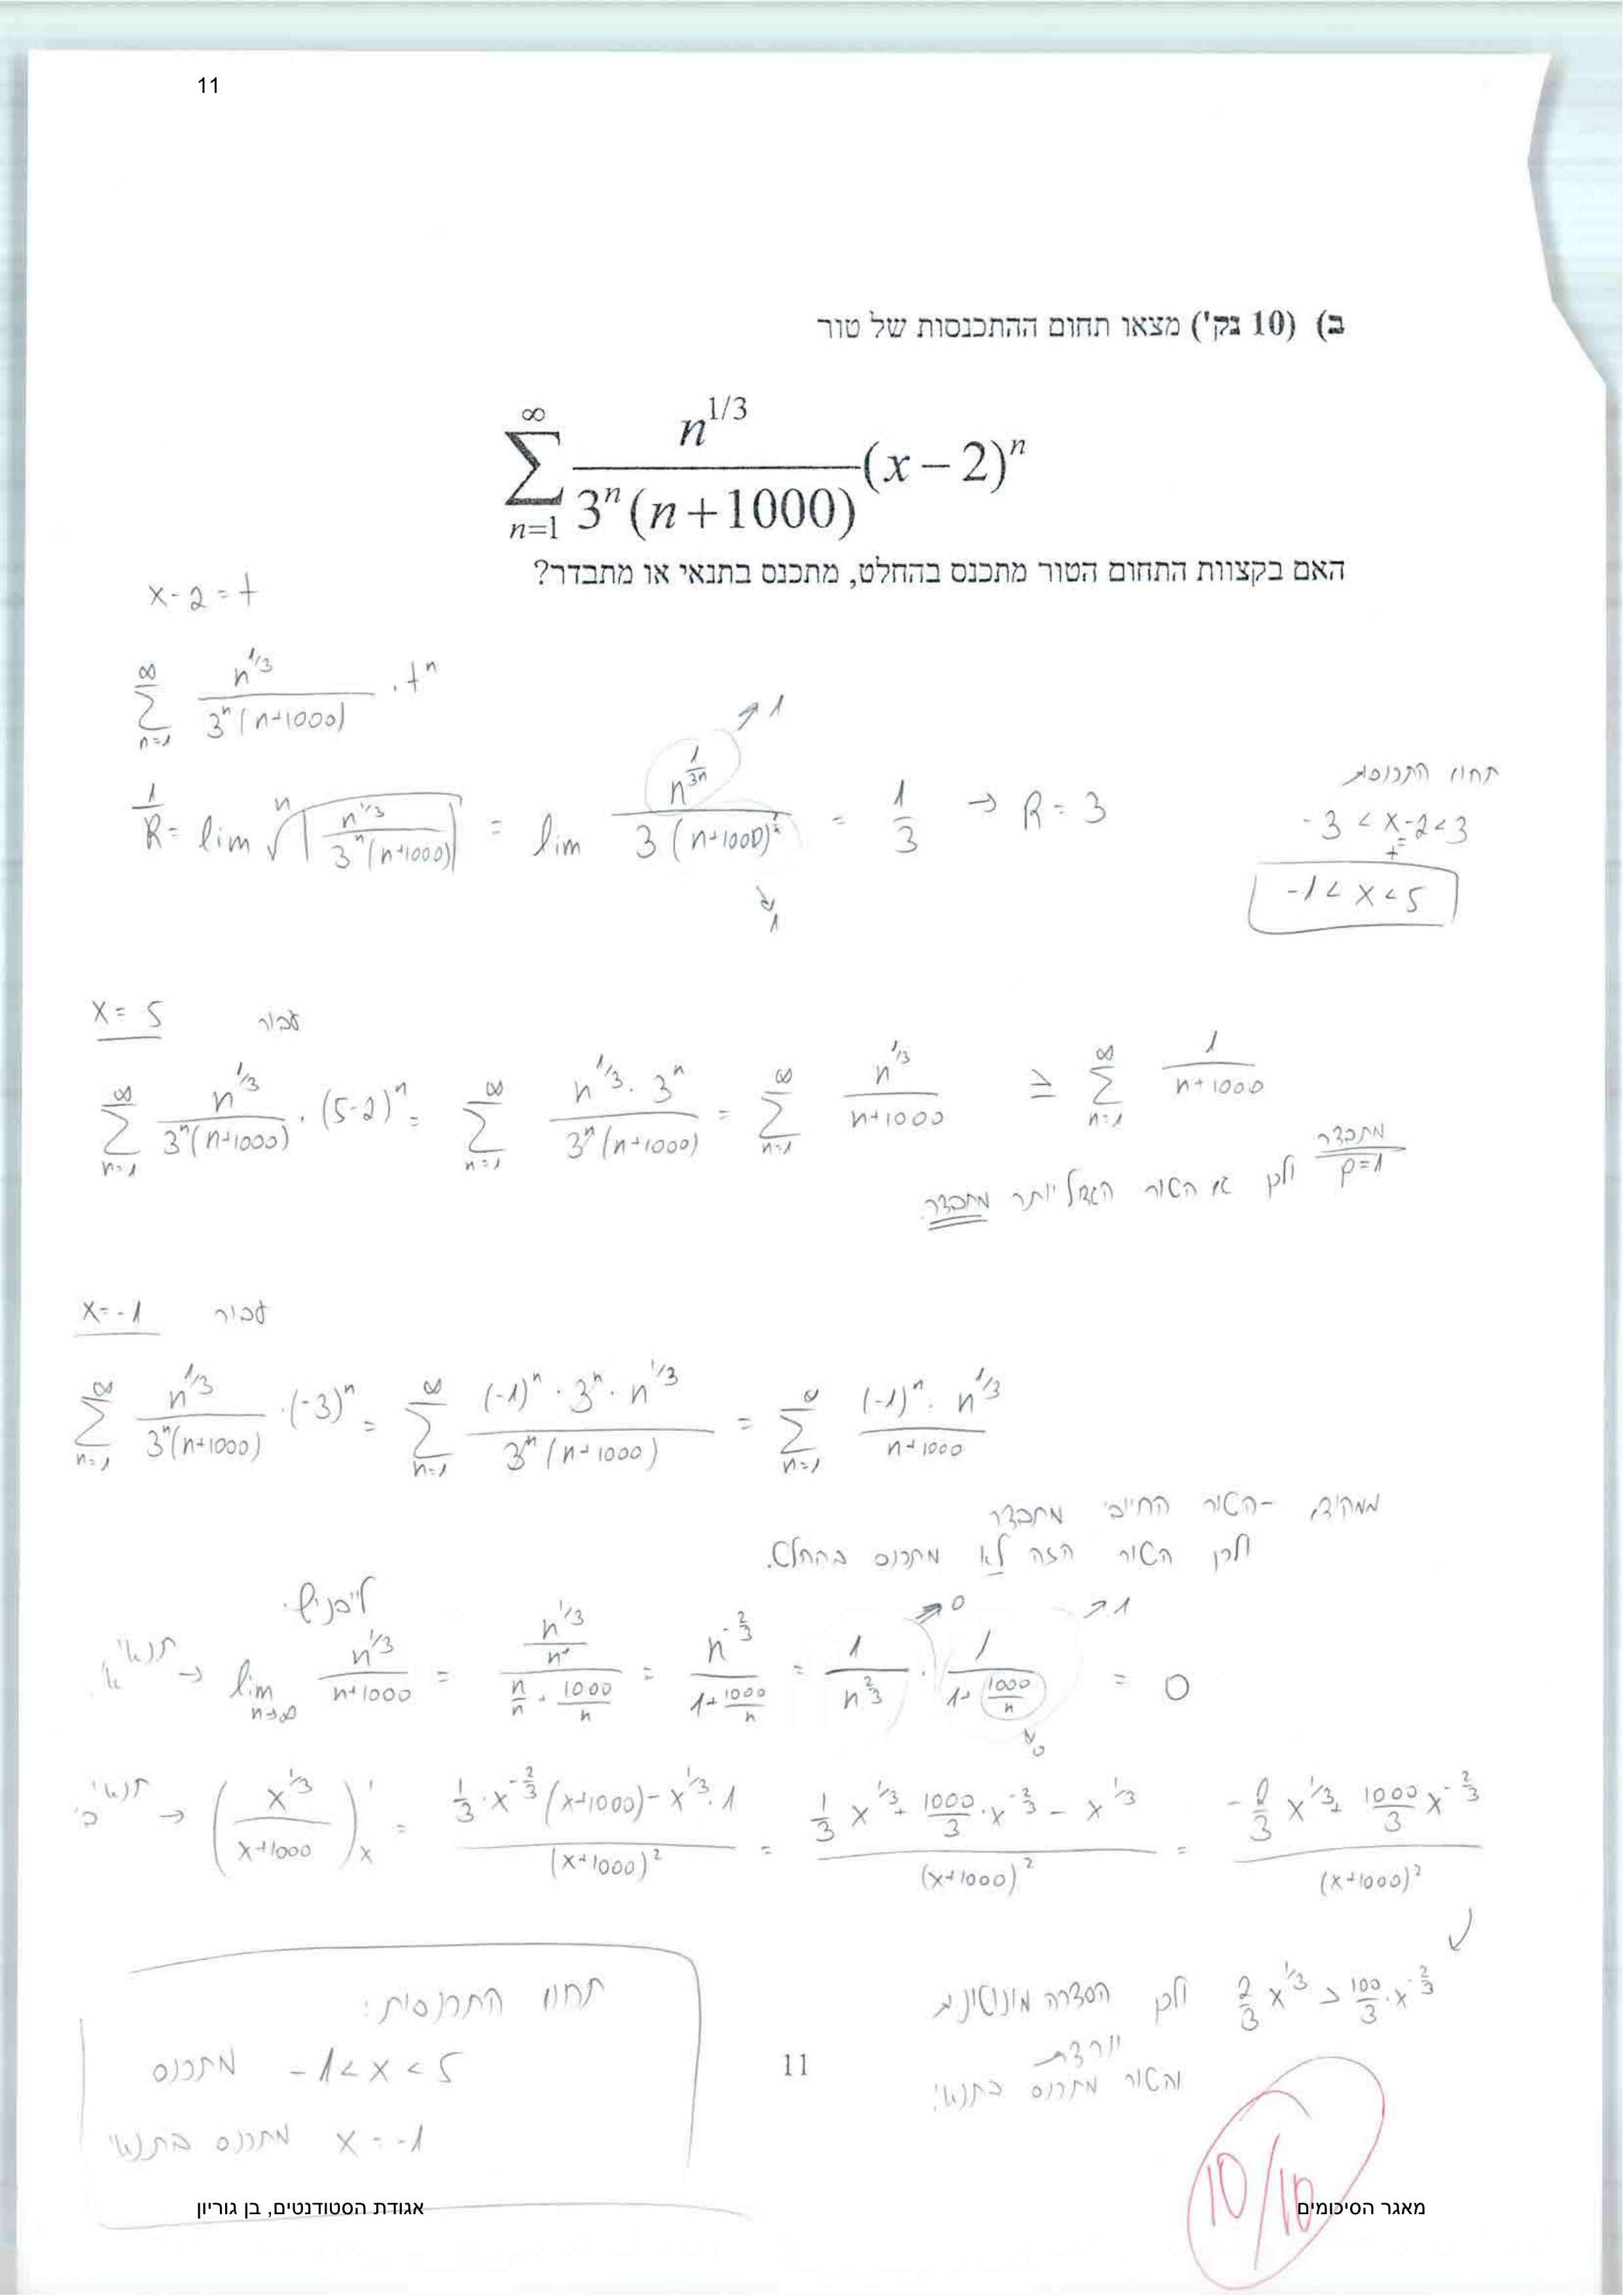 11
ב) (10 נק') מצאו תחום ההתכנסות של טור
\sum_{n=1}^{\infty} \frac{n^{1/3}}{3^n(n+1000)}(x-2)^n
האם בקצוות התחום הטור מתכנס בהחלט, מתכנס בתנאי או מתבדר?
x-2=t
\sum_{n=1}^{\infty} \frac{n^{1/3}}{3^n(n+1000)} \cdot t^n
\frac{1}{R} = lim \sqrt[n]{\left|\frac{n^{1/3}}{3^n(n+1000)}\right|} = lim \frac{n^{\frac{1}{3n}} → 1}{3(n+1000)^{\frac{1}{n}} → 1} = \frac{1}{3} → R = 3
תחום התכנסות
-3 < x-2 < 3
= t
-1 < x < 5
עבור x = 5
\sum_{n=1}^{\infty} \frac{n^{1/3}}{3^n(n+1000)} \cdot (5-2)^n = \sum_{n=1}^{\infty} \frac{n^{1/3} \cdot 3^n}{3^n(n+1000)} = \sum_{n=1}^{\infty} \frac{n^{1/3}}{n+1000} ≥ \sum_{n=1}^{\infty} \frac{1}{n+1000}
מתבדר
p=1
ולכן גם הטור הגדול יותר מתבדר.
עבור x = -1
\sum_{n=1}^{\infty} \frac{n^{1/3}}{3^n(n+1000)} \cdot (-3)^n = \sum_{n=1}^{\infty} \frac{(-1)^n \cdot 3^n \cdot n^{1/3}}{3^n(n+1000)} = \sum_{n=1}^{\infty} \frac{(-1)^n \cdot n^{1/3}}{n+1000}
הטור החיובי מתבדר
ולכן הטור הזה לא מתכנס בהחלט.
לייבניץ:
תנאי א. → lim_{n→∞} \frac{n^{1/3}}{n+1000} = \frac{\frac{n^{1/3}}{n}}{\frac{n}{n}+\frac{1000}{n}} = \frac{n^{-\frac{2}{3}}}{1+\frac{1000}{n}} = \frac{1}{n^{\frac{2}{3}}} → 0 \cdot \frac{1}{1+\frac{1000}{n} → 0} → 1 = 0
תנאי ב. → \left(\frac{x^{1/3}}{x+1000}\right)'_x = \frac{\frac{1}{3} \cdot x^{-\frac{2}{3}}(x+1000) - x^{1/3} \cdot 1}{(x+1000)^2} = \frac{\frac{1}{3}x^{1/3} + \frac{1000}{3} \cdot x^{-\frac{2}{3}} - x^{1/3}}{(x+1000)^2} = \frac{-\frac{2}{3}x^{1/3} + \frac{1000}{3}x^{-\frac{2}{3}}}{(x+1000)^2}
\frac{2}{3}x^{1/3} > \frac{100}{3} \cdot x^{-\frac{2}{3}} ולכן הסדרה מונוטונית
יורדת
והטור מתכנס בתנאי.
תחום התכנסות:
-1 < x < 5 מתכנס
x = -1 מתכנס בתנאי
11
10/10
מאגר הסיכומים
אגודת הסטודנטים, בן גוריון